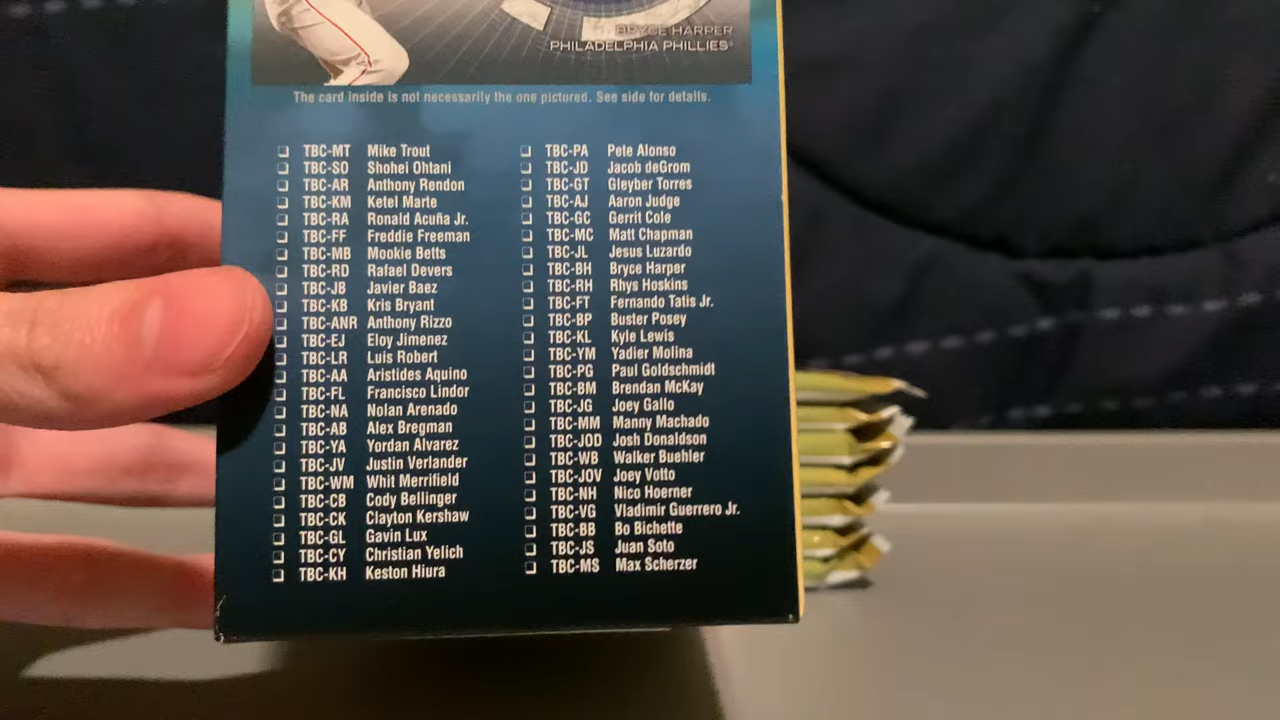 BRYCE HARPER
PHILADELPHIA PHILLIES
The card inside is not necessarily the one pictured. See side for details.
TBC-MT Mike Trout
TBC-SO Shohei Ohtani
TBC-AR Anthony Rendon
TBC-KM Ketel Marte
TBC-RA Ronald Acuña Jr.
TBC-FF Freddie Freeman
TBC-MB Mookie Betts
TBC-RD Rafael Devers
TBC-JB Javier Baez
TBC-KB Kris Bryant
TBC-ANR Anthony Rizzo
TBC-EJ Eloy Jimenez
TBC-LR Luis Robert
TBC-AA Aristides Aquino
TBC-FL Francisco Lindor
TBC-NA Nolan Arenado
TBC-AB Alex Bregman
TBC-YA Yordan Alvarez
TBC-JV Justin Verlander
TBC-WM Whit Merrifield
TBC-CB Cody Bellinger
TBC-CK Clayton Kershaw
TBC-GL Gavin Lux
TBC-CY Christian Yelich
TBC-KH Keston Hiura
TBC-PA Pete Alonso
TBC-JD Jacob deGrom
TBC-GT Gleyber Torres
TBC-AJ Aaron Judge
TBC-GC Gerrit Cole
TBC-MC Matt Chapman
TBC-JL Jesus Luzardo
TBC-BH Bryce Harper
TBC-RH Rhys Hoskins
TBC-FT Fernando Tatis Jr.
TBC-BP Buster Posey
TBC-KL Kyle Lewis
TBC-YM Yadier Molina
TBC-PG Paul Goldschmidt
TBC-BM Brendan McKay
TBC-JG Joey Gallo
TBC-MM Manny Machado
TBC-JOD Josh Donaldson
TBC-WB Walker Buehler
TBC-JOV Joey Votto
TBC-NH Nico Hoerner
TBC-VG Vladimir Guerrero Jr.
TBC-BB Bo Bichette
TBC-JS Juan Soto
TBC-MS Max Scherzer